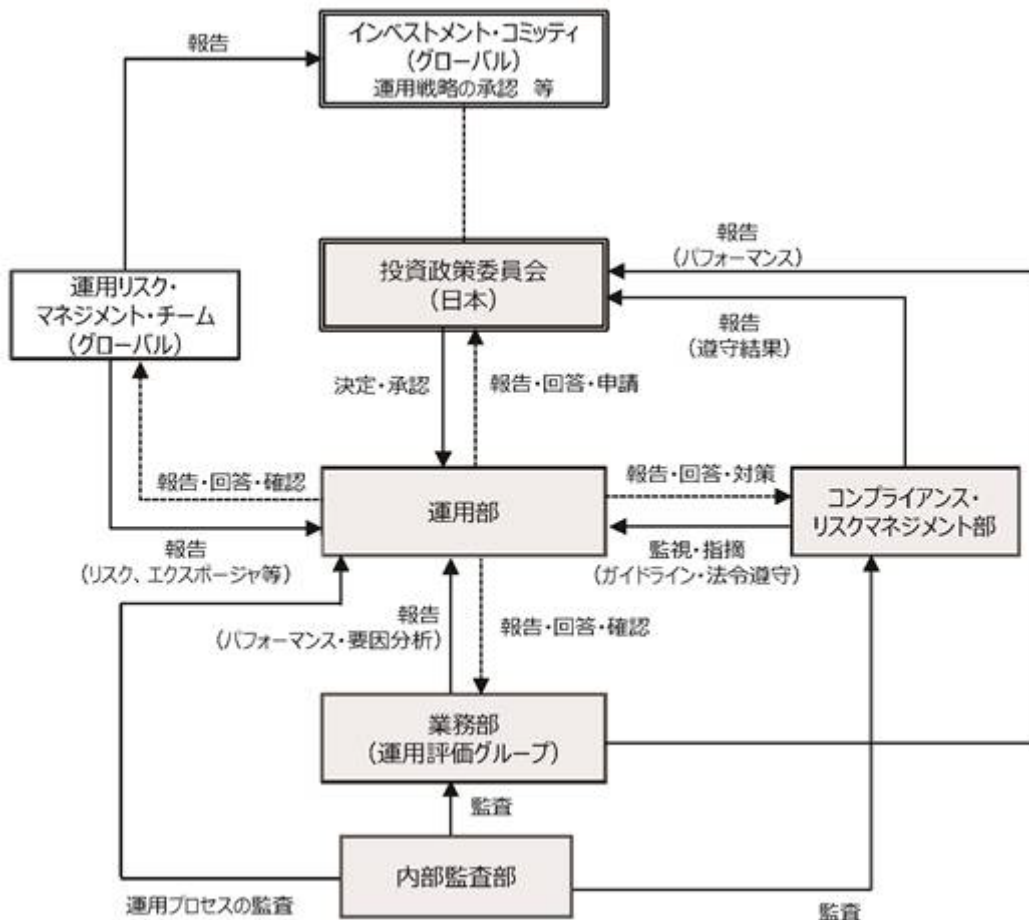 報告
インベストメント・コミッティ
(グローバル)
運用戦略の承認 等
報告
(パフォーマンス)
投資政策委員会
(日本)
運用リスク・
マネジメント・チーム
(グローバル)
報告
(遵守結果)
決定・承認
報告・回答・申請
報告・回答・確認
運用部
報告・回答・対策
コンプライアンス・
リスクマネジメント部
報告
(リスク、エクスポージャ等)
監視・指摘
(ガイドライン・法令遵守)
報告
(パフォーマンス・要因分析)
報告・回答・確認
業務部
(運用評価グループ)
監査
内部監査部
運用プロセスの監査
監査